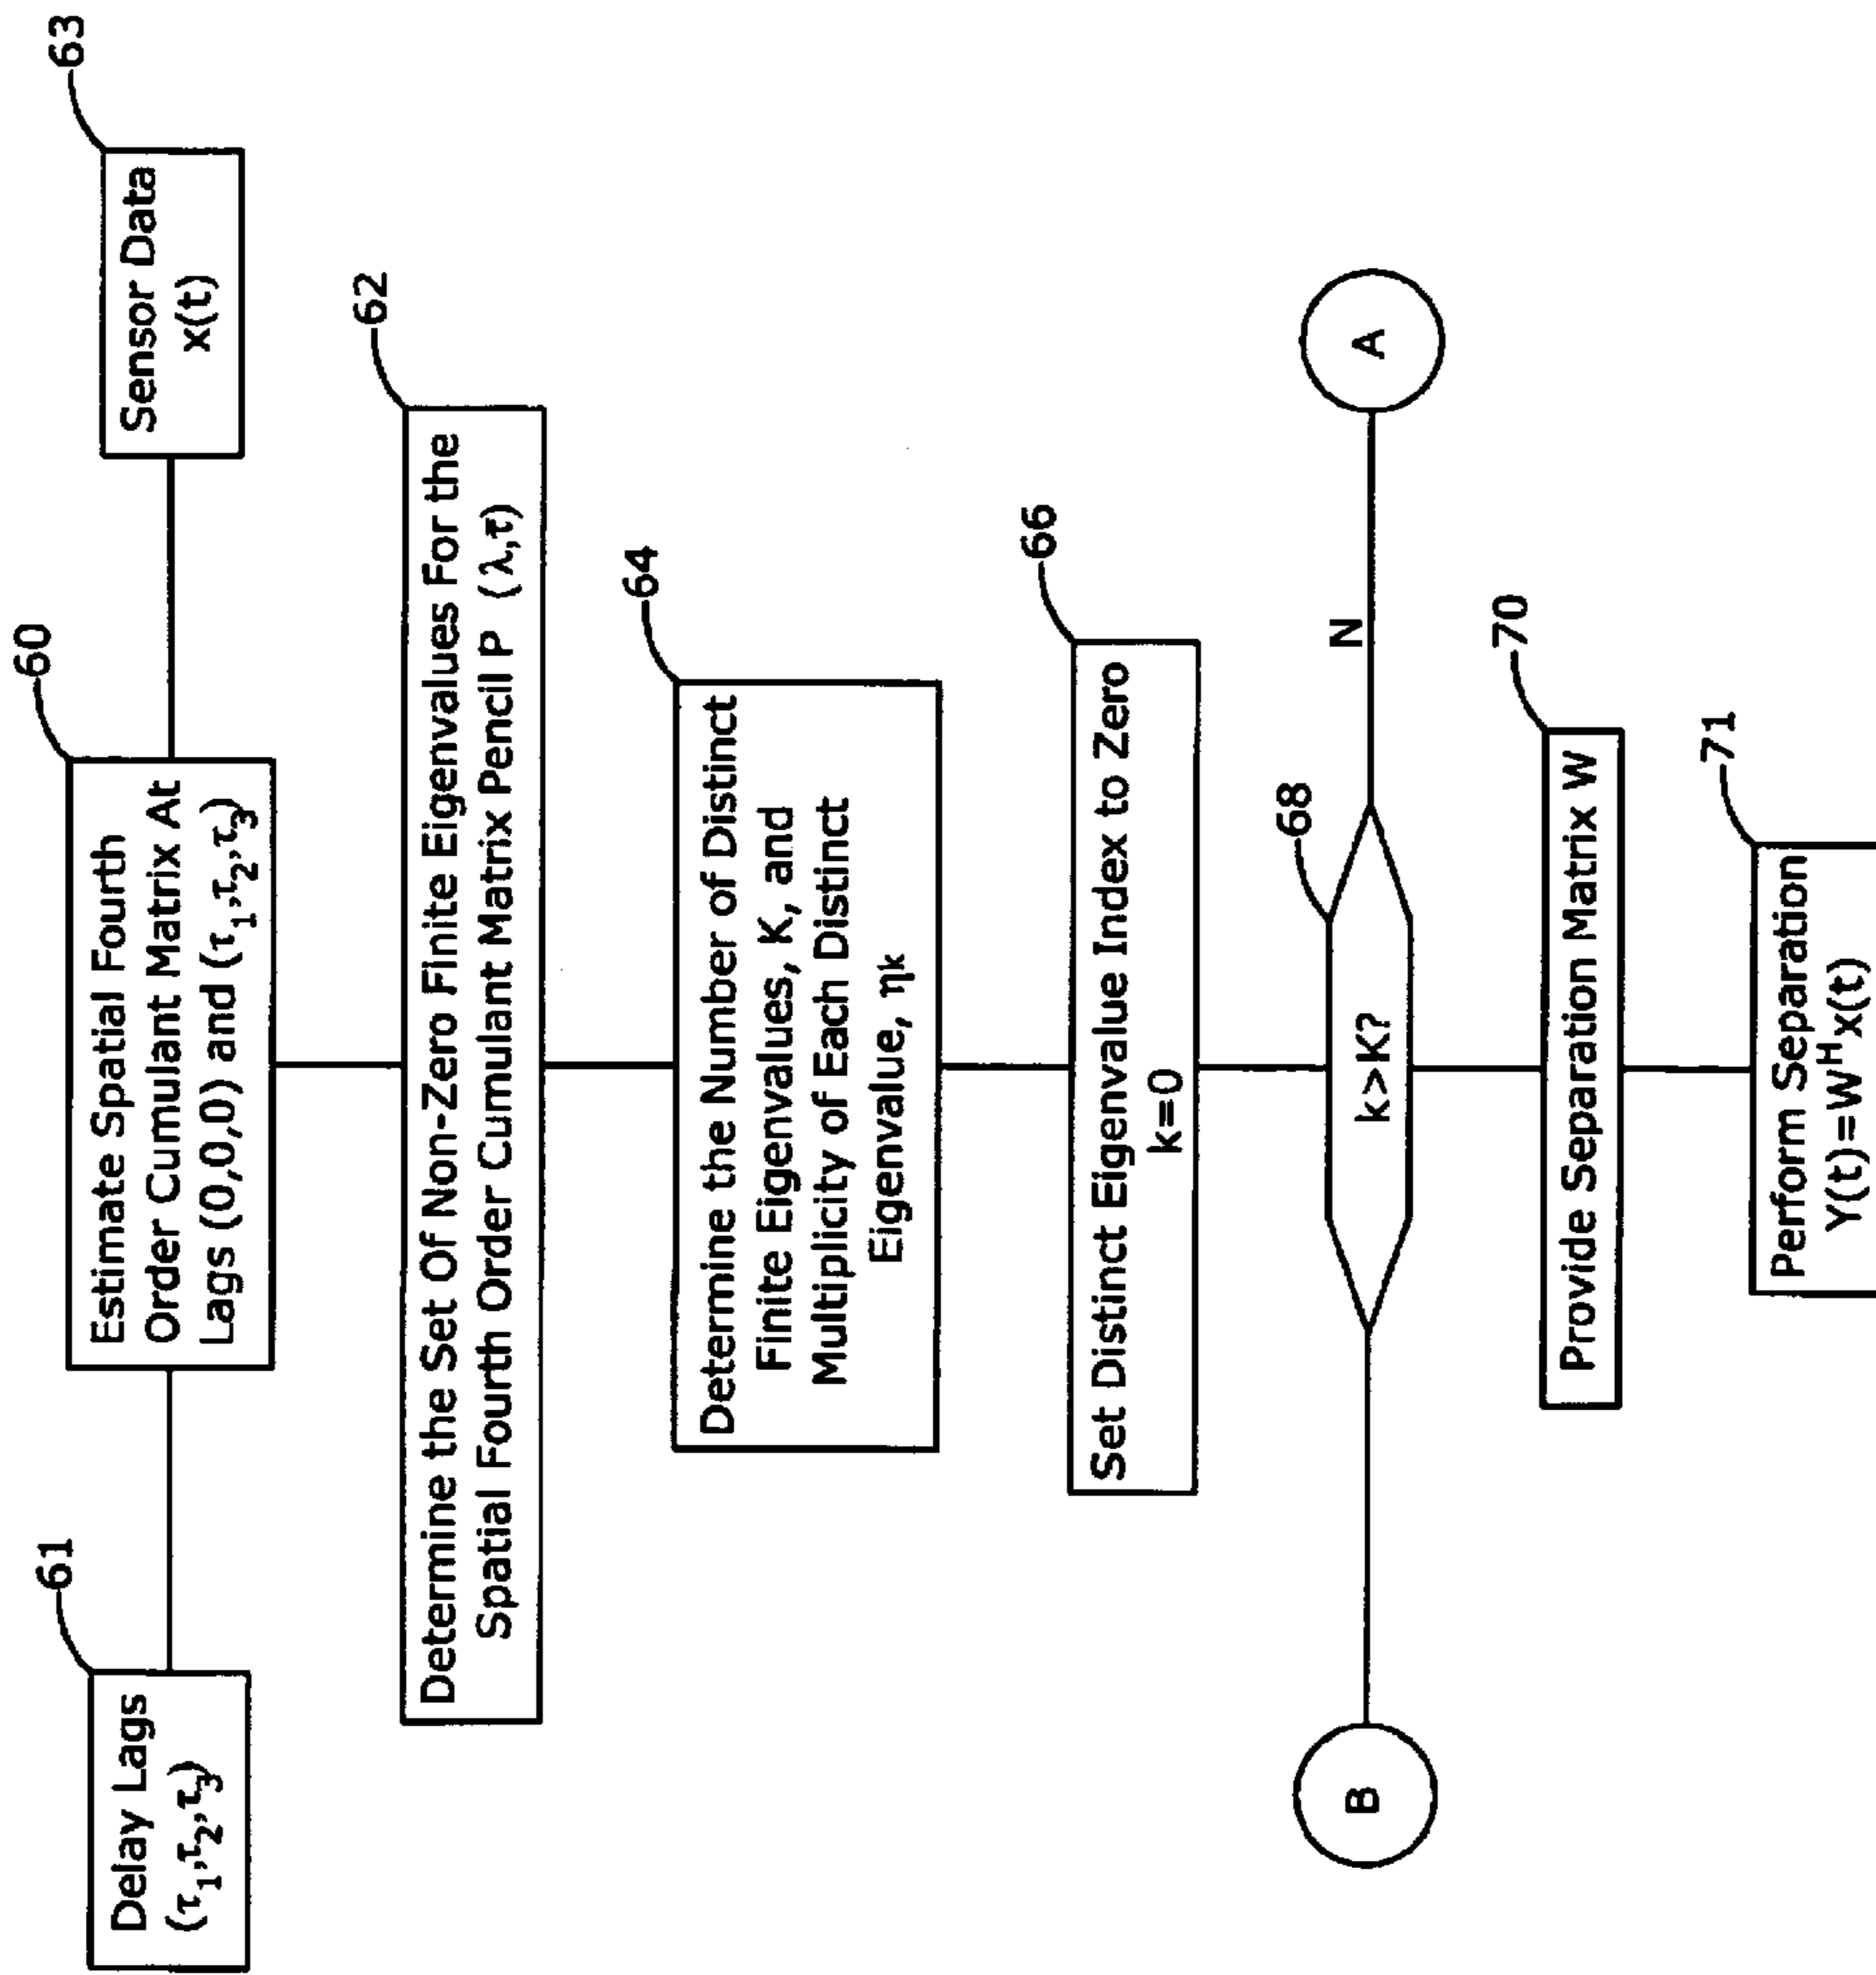 61
Delay Lags
(τ1,τ2,τ3)
60
Estimate Spatial Fourth
Order Cumulant Matrix At
Lags (0,0,0) and (τ1,τ2,τ3)
63
Sensor Data
x(t)
62
Determine the Set Of Non-Zero Finite Eigenvalues For the
Spatial Fourth Order Cumulant Matrix Pencil P (λ,τ)
64
Determine the Number of Distinct
Finite Eigenvalues, K, and
Multiplicity of Each Distinct
Eigenvalue, ηk
66
Set Distinct Eigenvalue Index to Zero
k=0
68
B
k>K?
N
A
70
Provide Separation Matrix W
71
Perform Separation
Y(t)=W^H x(t)